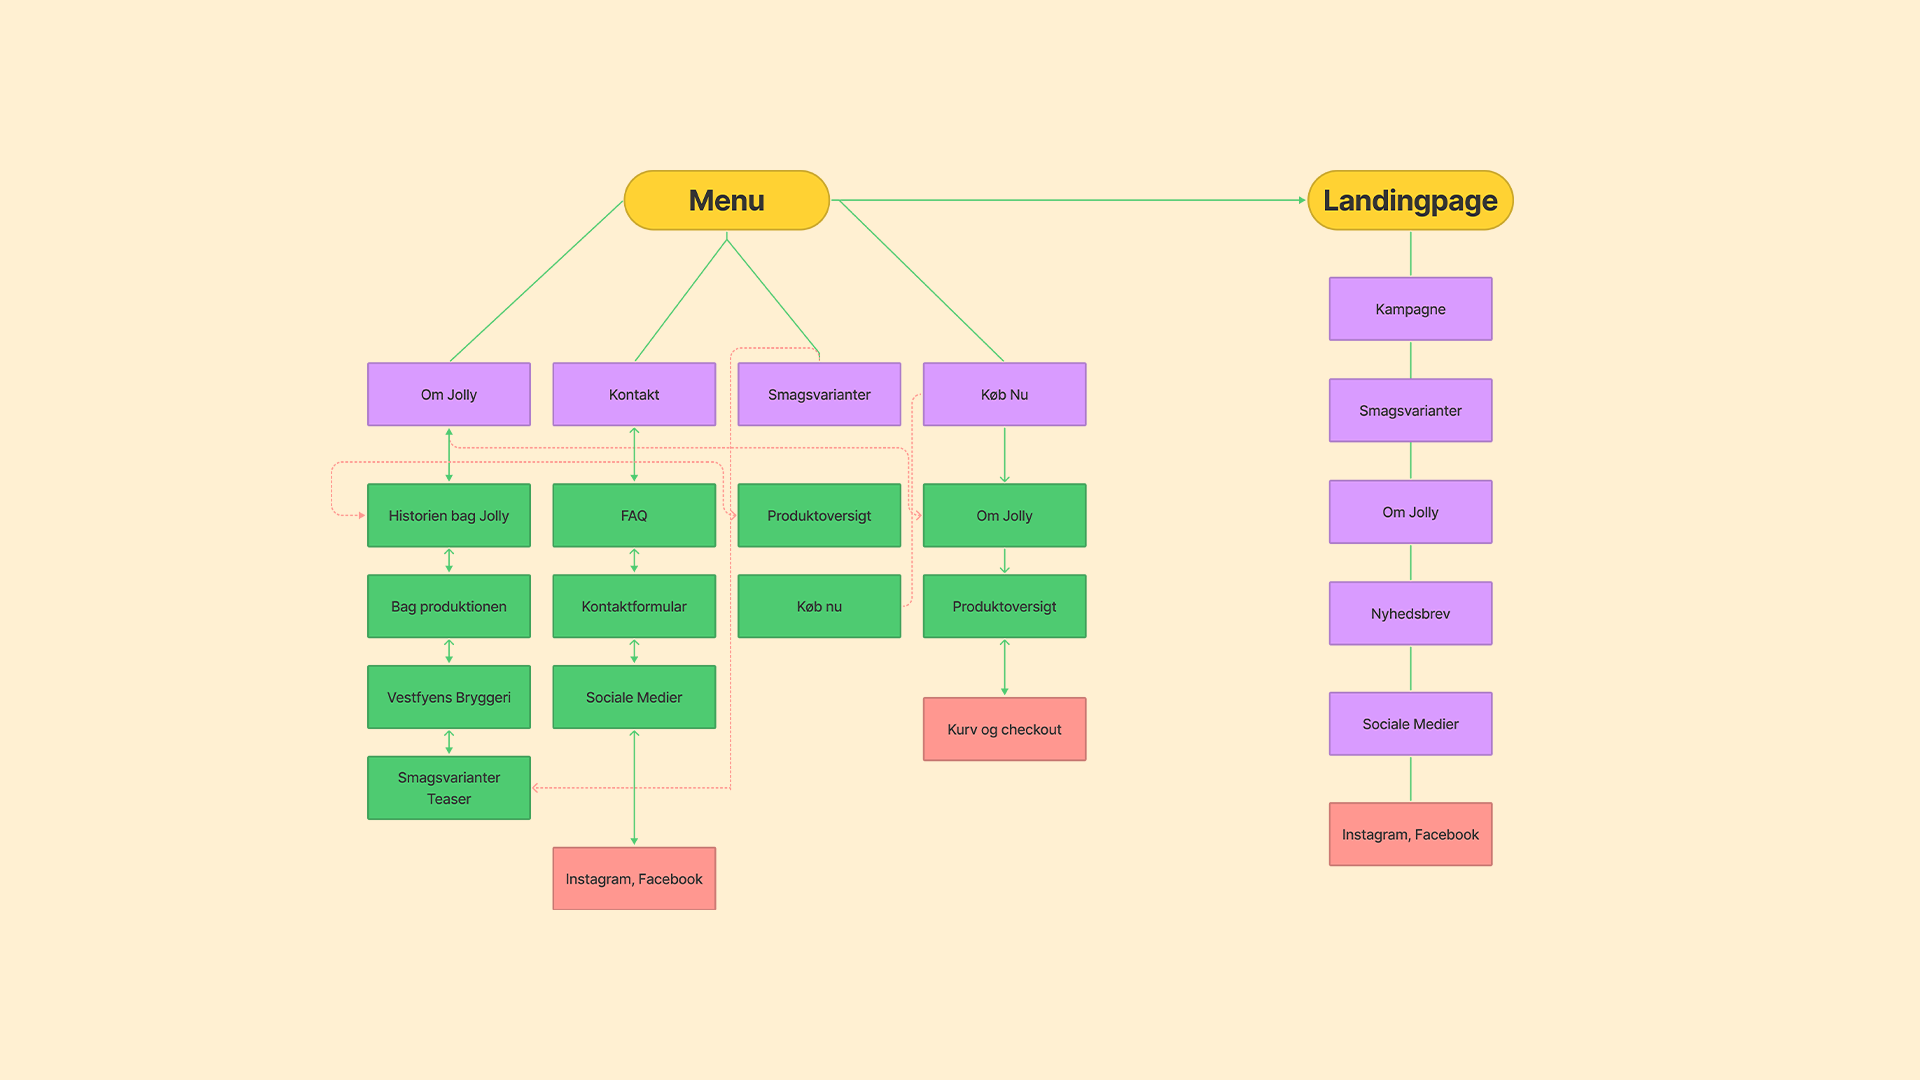 Menu
Landingpage
Om Jolly
Kontakt
Smagsvarianter
Køb Nu
Historien bag Jolly
FAQ
Produktoversigt
Om Jolly
Bag produktionen
Kontaktformular
Køb nu
Produktoversigt
Vestfyens Bryggeri
Sociale Medier
Kurv og checkout
Smagsvarianter
Teaser
Instagram, Facebook
Kampagne
Smagsvarianter
Om Jolly
Nyhedsbrev
Sociale Medier
Instagram, Facebook